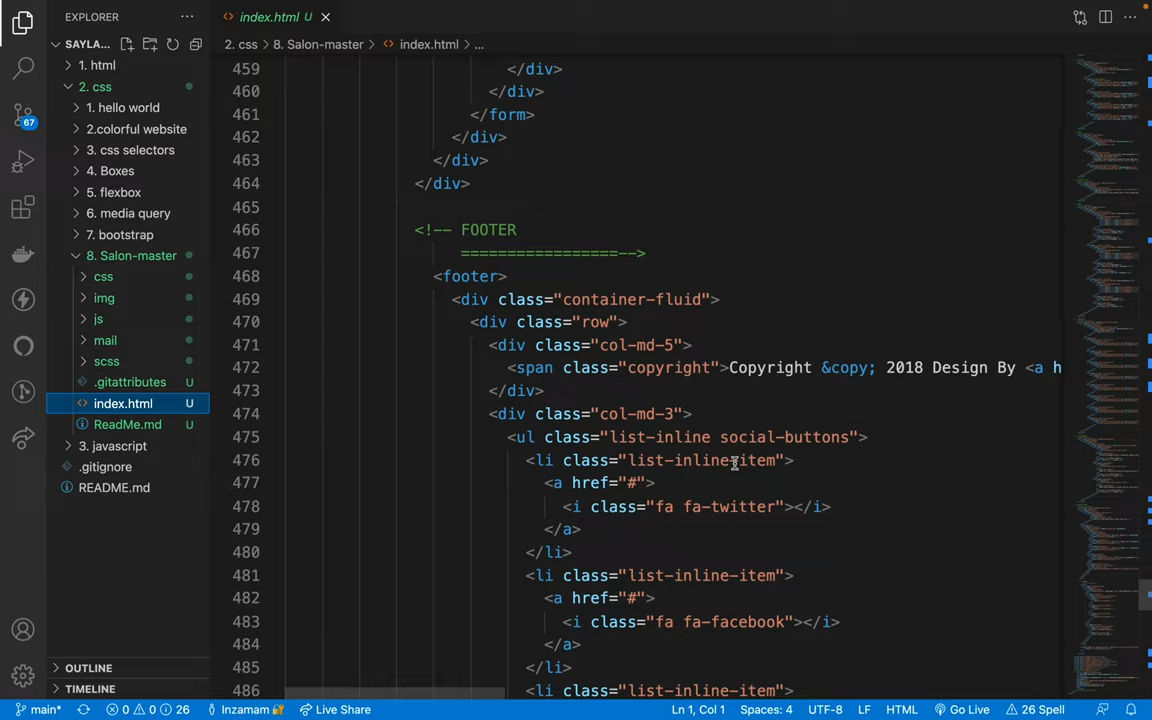 EXPLORER
SAYLA...
1. html
2. css
1. hello world
2.colorful website
3. css selectors
4. Boxes
5. flexbox
6. media query
7. bootstrap
8. Salon-master
css
img
js
mail
scss
.gitattributes U
index.html U
ReadMe.md U
3. javascript
.gitignore
README.md
OUTLINE
TIMELINE
67
index.html U
2. css > 8. Salon-master > index.html > ...
459 </div>
460 </div>
461 </form>
462 </div>
463 </div>
464 </div>
465
466 <!-- FOOTER
467 =================-->
468 <footer>
469 <div class="container-fluid">
470 <div class="row">
471 <div class="col-md-5">
472 <span class="copyright">Copyright &copy; 2018 Design By <a h
473 </div>
474 <div class="col-md-3">
475 <ul class="list-inline social-buttons">
476 <li class="list-inline-item">
477 <a href="#">
478 <i class="fa fa-twitter"></i>
479 </a>
480 </li>
481 <li class="list-inline-item">
482 <a href="#">
483 <i class="fa fa-facebook"></i>
484 </a>
485 </li>
486 <li class="list-inline-item">
main* 0 0 26 Inzamam Live Share Ln 1, Col 1 Spaces: 4 UTF-8 LF HTML Go Live 26 Spell